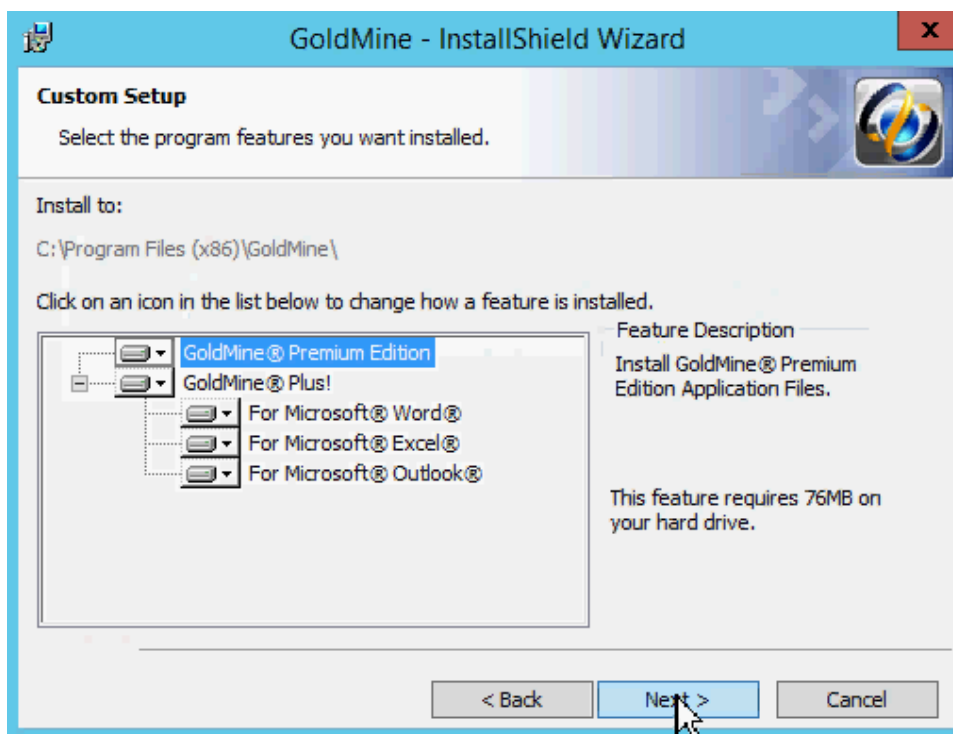 GoldMine - InstallShield Wizard
x
Custom Setup
Select the program features you want installed.
Install to:
C:\Program Files (x86)\GoldMine\
Click on an icon in the list below to change how a feature is installed.
GoldMine® Premium Edition
GoldMine® Plus!
For Microsoft® Word®
For Microsoft® Excel®
For Microsoft® Outlook®
Feature Description
Install GoldMine® Premium
Edition Application Files.
This feature requires 76MB on
your hard drive.
< Back
Next >
Cancel